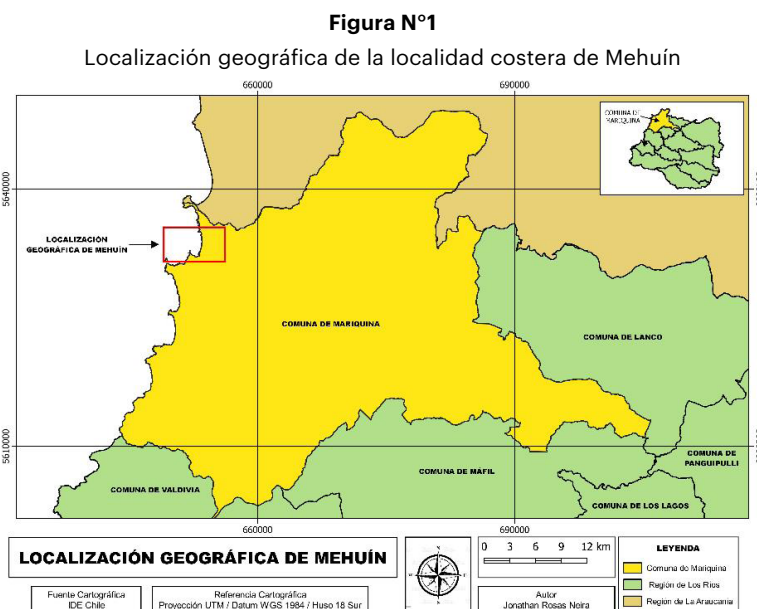 Figura N°1
Localización geográfica de la localidad costera de Mehuín
660000
690000
COMUNA DE
MARIQUINA
5640000
LOCALIZACIÓN
GEOGRÁFICA DE MEHUÍN
COMUNA DE MARIQUINA
COMUNA DE LANCO
5610000
COMUNA DE
PANGUIPULLI
COMUNA DE MÁFIL
COMUNA DE VALDIVIA
COMUNA DE LOS LAGOS
660000
690000
LOCALIZACIÓN GEOGRÁFICA DE MEHUÍN
0 3 6 9 12 km
LEYENDA
Comuna de Mariquina
Región de Los Ríos
Región de La Araucanía
Fuente Cartográfica
IDE Chile
Referencia Cartográfica
Proyección UTM / Datum WGS 1984 / Huso 18 Sur
Autor
Jonathan Rosas Neira